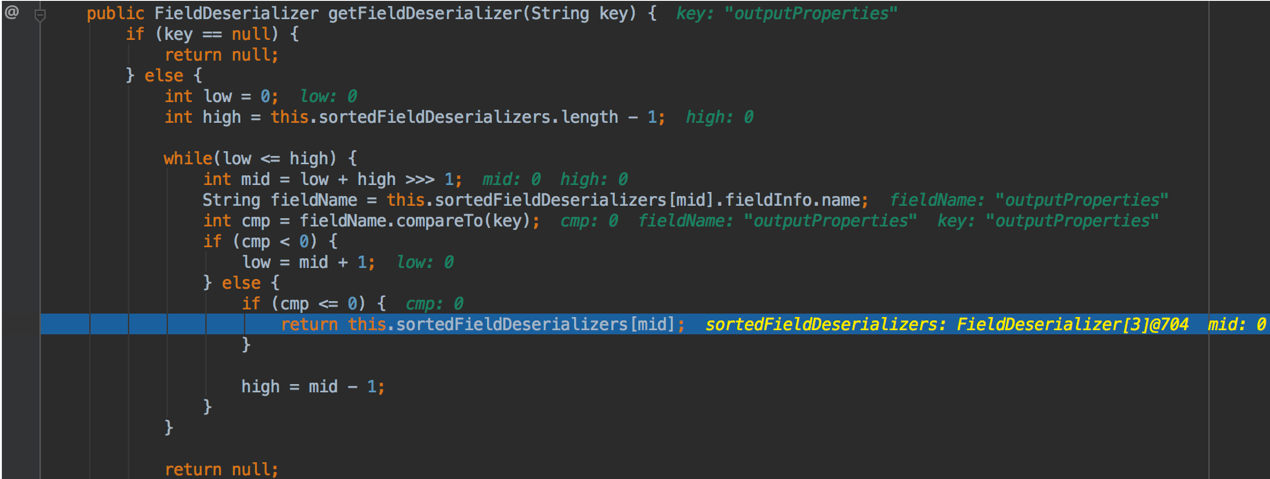 @ public FieldDeserializer getFieldDeserializer(String key) {  key: "outputProperties"
if (key == null) {
return null;
} else {
int low = 0;  low: 0
int high = this.sortedFieldDeserializers.length - 1;  high: 0
while(low <= high) {
int mid = low + high >>> 1;  mid: 0  high: 0
String fieldName = this.sortedFieldDeserializers[mid].fieldInfo.name;  fieldName: "outputProperties"
int cmp = fieldName.compareTo(key);  cmp: 0  fieldName: "outputProperties"  key: "outputProperties"
if (cmp < 0) {
low = mid + 1;  low: 0
} else {
if (cmp <= 0) {  cmp: 0
return this.sortedFieldDeserializers[mid];  sortedFieldDeserializers: FieldDeserializer[3]@704  mid: 0
}
high = mid - 1;
}
}
return null;